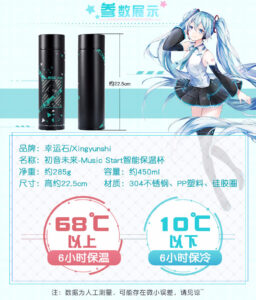 参数展示
约22.5cm
品牌：幸运石/Xingyunshi
名称：初音未来-Music Start智能保温杯
净重：约285g 容量：约450ml
尺寸：高约22.5cm 材质：304不锈钢、PP塑料、硅胶圈
68℃ 10℃
以上 以下
6小时保温 6小时保冷
注：数据为人工测量，可能存在微小误差，请见谅